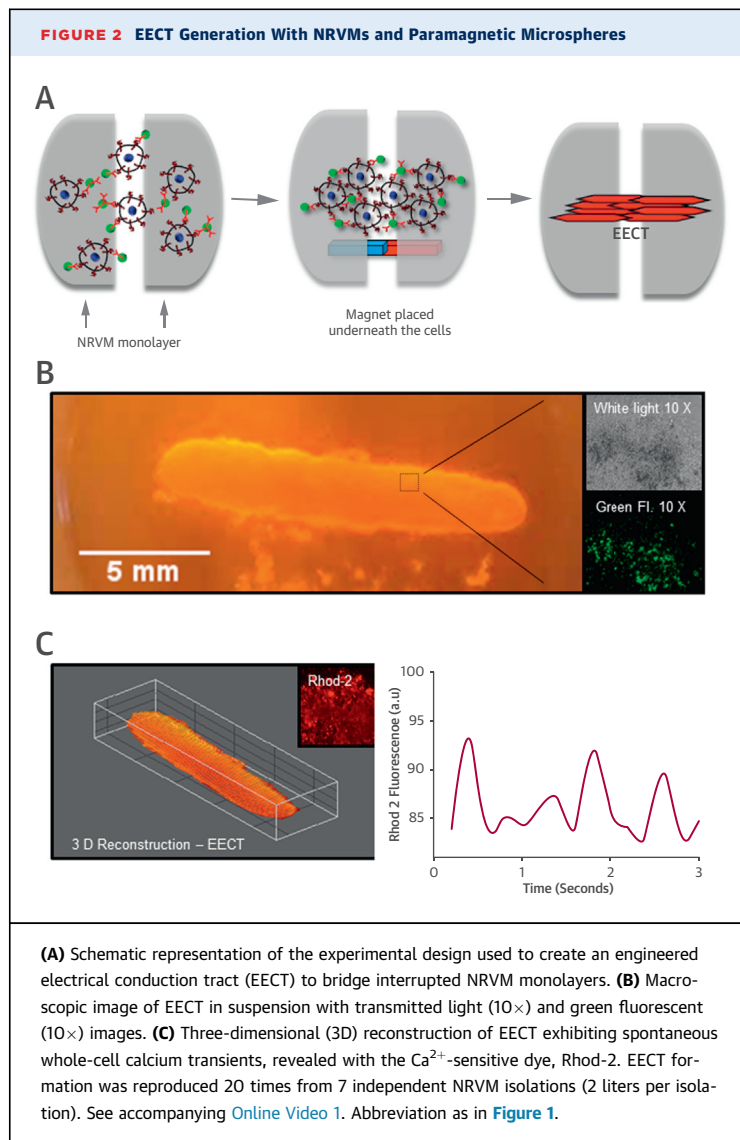 FIGURE 2 EECT Generation With NRVMs and Paramagnetic Microspheres
A
EECT
NRVM monolayer
Magnet placed
underneath the cells
B
White light 10 X
5 mm
Green Fl. 10 X
C
Rhod-2
3 D Reconstruction – EECT
Rhod 2 Fluorescenoe (a.u)
100
95
90
85
0
1
2
3
Time (Seconds)
(A) Schematic representation of the experimental design used to create an engineered
electrical conduction tract (EECT) to bridge interrupted NRVM monolayers. (B) Macro-
scopic image of EECT in suspension with transmitted light (10×) and green fluorescent
(10×) images. (C) Three-dimensional (3D) reconstruction of EECT exhibiting spontaneous
whole-cell calcium transients, revealed with the Ca²⁺-sensitive dye, Rhod-2. EECT for-
mation was reproduced 20 times from 7 independent NRVM isolations (2 liters per isola-
tion). See accompanying Online Video 1. Abbreviation as in Figure 1.